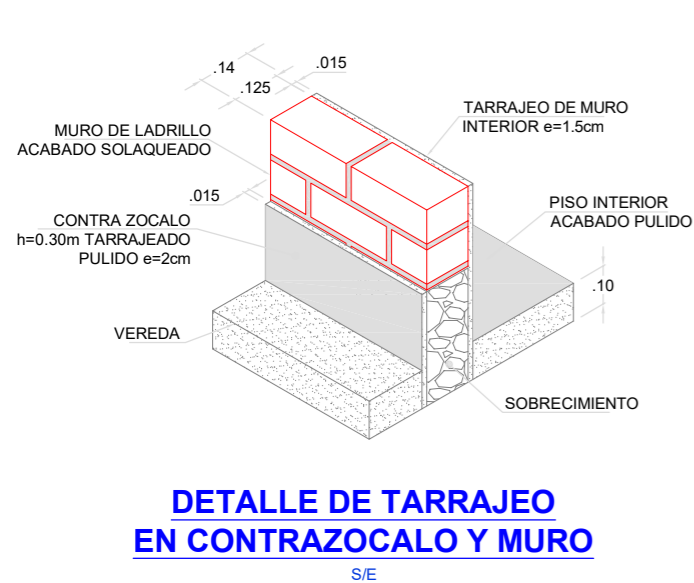 .14
.015
.125
TARRAJEO DE MURO
INTERIOR e=1.5cm
MURO DE LADRILLO
ACABADO SOLAQUEADO
.015
PISO INTERIOR
ACABADO PULIDO
CONTRA ZOCALO
h=0.30m TARRAJEADO
PULIDO e=2cm
.10
VEREDA
SOBRECIMIENTO
DETALLE DE TARRAJEO
EN CONTRAZOCALO Y MURO
S/E